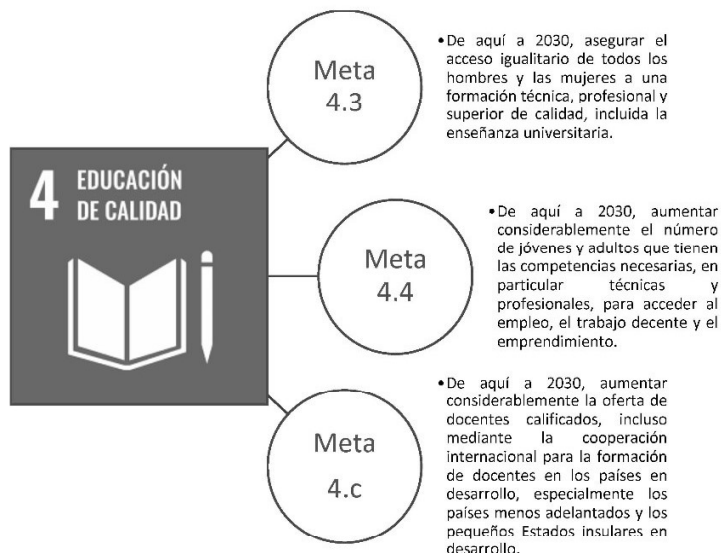 4 EDUCACIÓN
DE CALIDAD
Meta
4.3
•De aquí a 2030, asegurar el
acceso igualitario de todos los
hombres y las mujeres a una
formación técnica, profesional y
superior de calidad, incluida la
enseñanza universitaria.
Meta
4.4
•De aquí a 2030, aumentar
considerablemente el número
de jóvenes y adultos que tienen
las competencias necesarias, en
particular técnicas y
profesionales, para acceder al
empleo, el trabajo decente y el
emprendimiento.
Meta
4.c
•De aquí a 2030, aumentar
considerablemente la oferta de
docentes calificados, incluso
mediante la cooperación
internacional para la formación
de docentes en los países en
desarrollo, especialmente los
países menos adelantados y los
pequeños Estados insulares en
desarrollo.